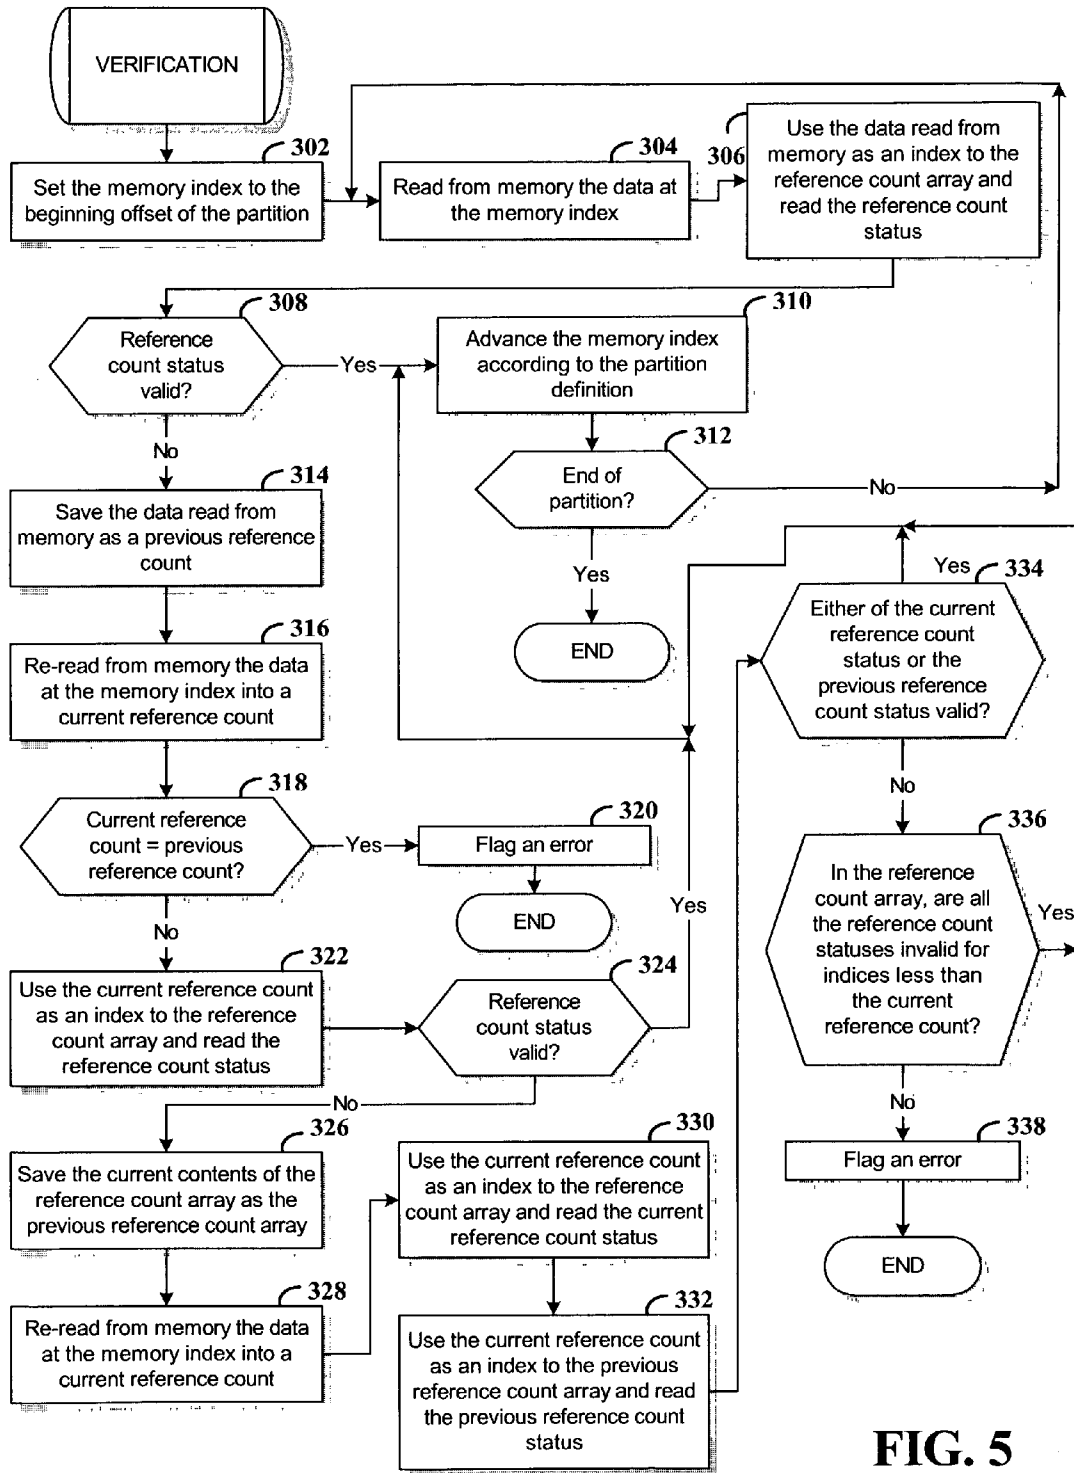 VERIFICATION
302
Set the memory index to the
beginning offset of the partition
304
Read from memory the data at
the memory index
306
Use the data read from
memory as an index to the
reference count array and
read the reference count
status
308
Reference
count status
valid?
Yes
No
310
Advance the memory index
according to the partition
definition
312
End of
partition?
No
Yes
END
314
Save the data read from
memory as a previous reference
count
316
Re-read from memory the data
at the memory index into a
current reference count
318
Current reference
count = previous
reference count?
Yes
No
320
Flag an error
END
322
Use the current reference count
as an index to the reference
count array and read the
reference count status
324
Reference
count status
valid?
Yes
No
326
Save the current contents of the
reference count array as the
previous reference count array
328
Re-read from memory the data
at the memory index into a
current reference count
330
Use the current reference count
as an index to the reference
count array and read the current
reference count status
332
Use the current reference count
as an index to the previous
reference count array and read
the previous reference count
status
334
Yes
Either of the current
reference count
status or the
previous reference
count status valid?
No
336
In the reference
count array, are all
the reference count
statuses invalid for
indices less than
the current
reference count?
Yes
No
338
Flag an error
END
FIG. 5